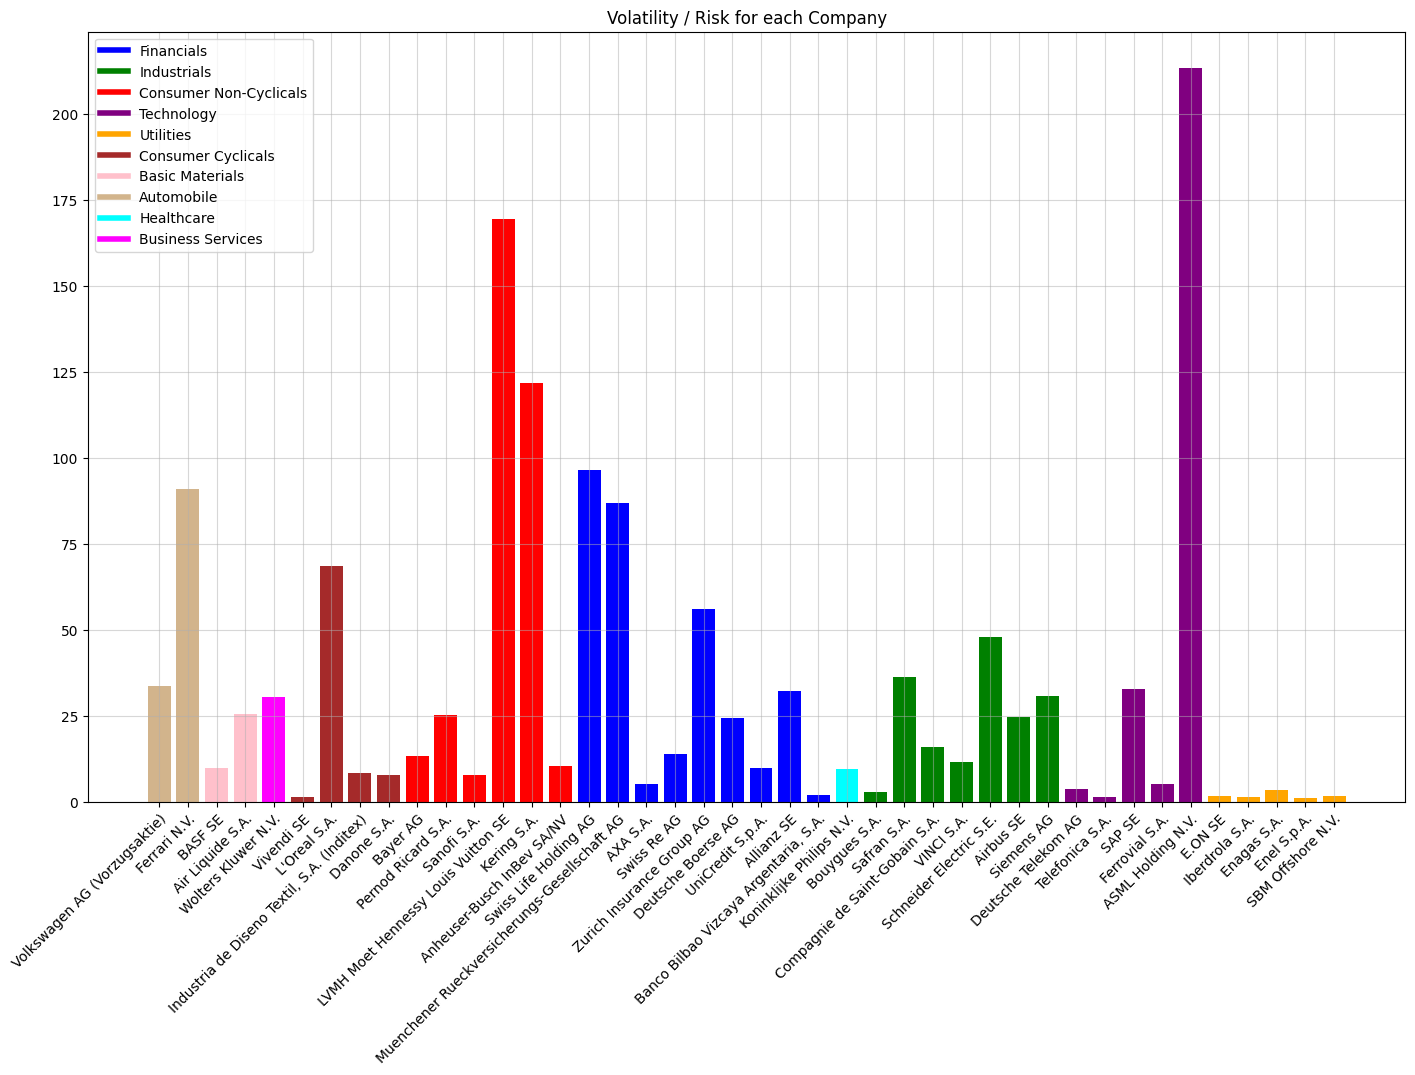 Volatility / Risk for each Company
Financials
Industrials
Consumer Non-Cyclicals
Technology
Utilities
Consumer Cyclicals
Basic Materials
Automobile
Healthcare
Business Services
200
175
150
125
100
75
50
25
0
Volkswagen AG (Vorzugsaktie)
Ferrari N.V.
BASF SE
Air Liquide S.A.
Wolters Kluwer N.V.
Vivendi SE
L'Oreal S.A.
Industria de Diseno Textil, S.A. (Inditex)
Danone S.A.
Bayer AG
Pernod Ricard S.A.
Sanofi S.A.
LVMH Moet Hennessy Louis Vuitton SE
Kering S.A.
Anheuser-Busch InBev SA/NV
Swiss Life Holding AG
Muenchener Rueckversicherungs-Gesellschaft AG
AXA S.A.
Swiss Re AG
Zurich Insurance Group AG
Deutsche Boerse AG
UniCredit S.p.A.
Allianz SE
Banco Bilbao Vizcaya Argentaria, S.A.
Koninklijke Philips N.V.
Bouygues S.A.
Safran S.A.
Compagnie de Saint-Gobain S.A.
VINCI S.A.
Schneider Electric S.E.
Airbus SE
Siemens AG
Deutsche Telekom AG
Telefonica S.A.
SAP SE
Ferrovial S.A.
ASML Holding N.V.
E.ON SE
Iberdrola S.A.
Enagas S.A.
Enel S.p.A.
SBM Offshore N.V.